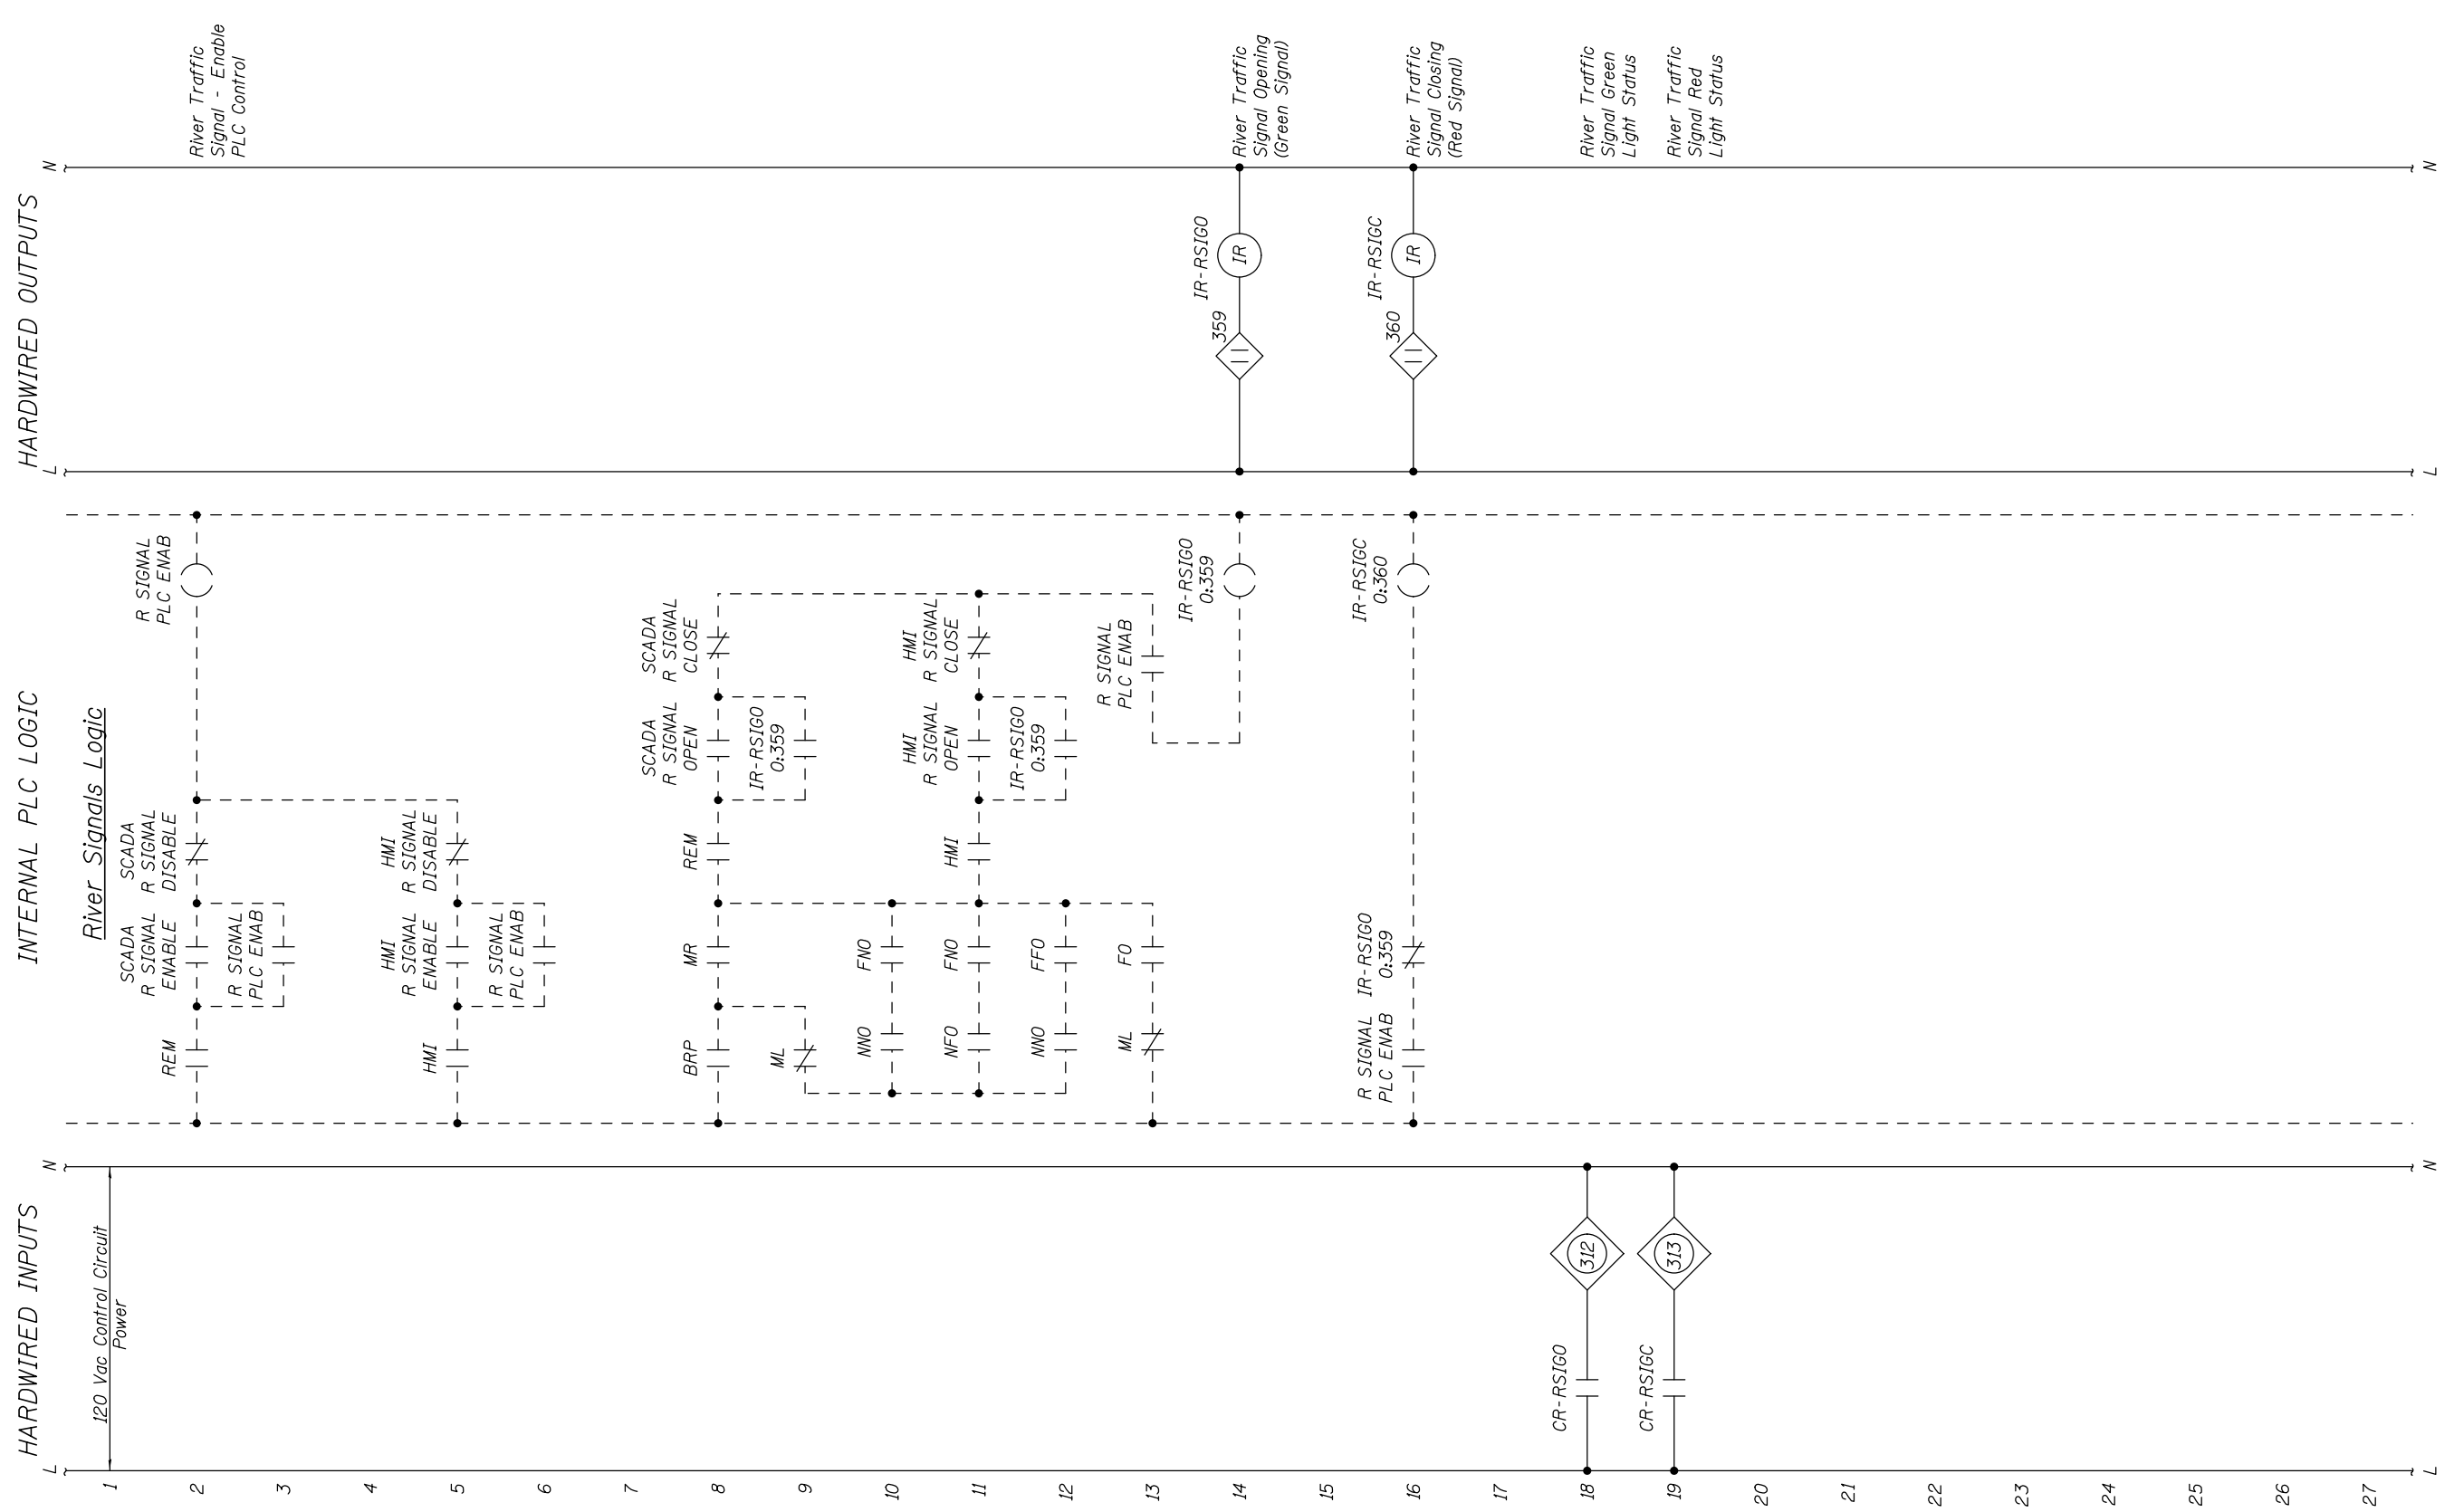 HARDWIRED INPUTS
INTERNAL PLC LOGIC
HARDWIRED OUTPUTS
L
N
L
N
River Signals Logic
1
120 Vac Control Circuit
Power
2
REM
SCADA
R SIGNAL
ENABLE
SCADA
R SIGNAL
DISABLE
R SIGNAL
PLC ENAB
River Traffic
Signal - Enable
PLC Control
3
R SIGNAL
PLC ENAB
4
5
HMI
HMI
R SIGNAL
ENABLE
HMI
R SIGNAL
DISABLE
6
R SIGNAL
PLC ENAB
7
8
BRP
MR
REM
SCADA
R SIGNAL
OPEN
SCADA
R SIGNAL
CLOSE
9
ML
IR-RSIGO
O:359
10
NNO
FNO
11
NFO
FNO
HMI
HMI
R SIGNAL
OPEN
HMI
R SIGNAL
CLOSE
12
NNO
FFO
IR-RSIGO
O:359
13
ML
FO
R SIGNAL
PLC ENAB
14
IR-RSIGO
O:359
359
IR-RSIGO
IR
River Traffic
Signal Opening
(Green Signal)
15
16
R SIGNAL
PLC ENAB
IR-RSIGO
O:359
IR-RSIGC
O:360
360
IR-RSIGC
IR
River Traffic
Signal Closing
(Red Signal)
17
18
CR-RSIGO
312
River Traffic
Signal Green
Light Status
19
CR-RSIGC
313
River Traffic
Signal Red
Light Status
20
21
22
23
24
25
26
27
L
N
L
N